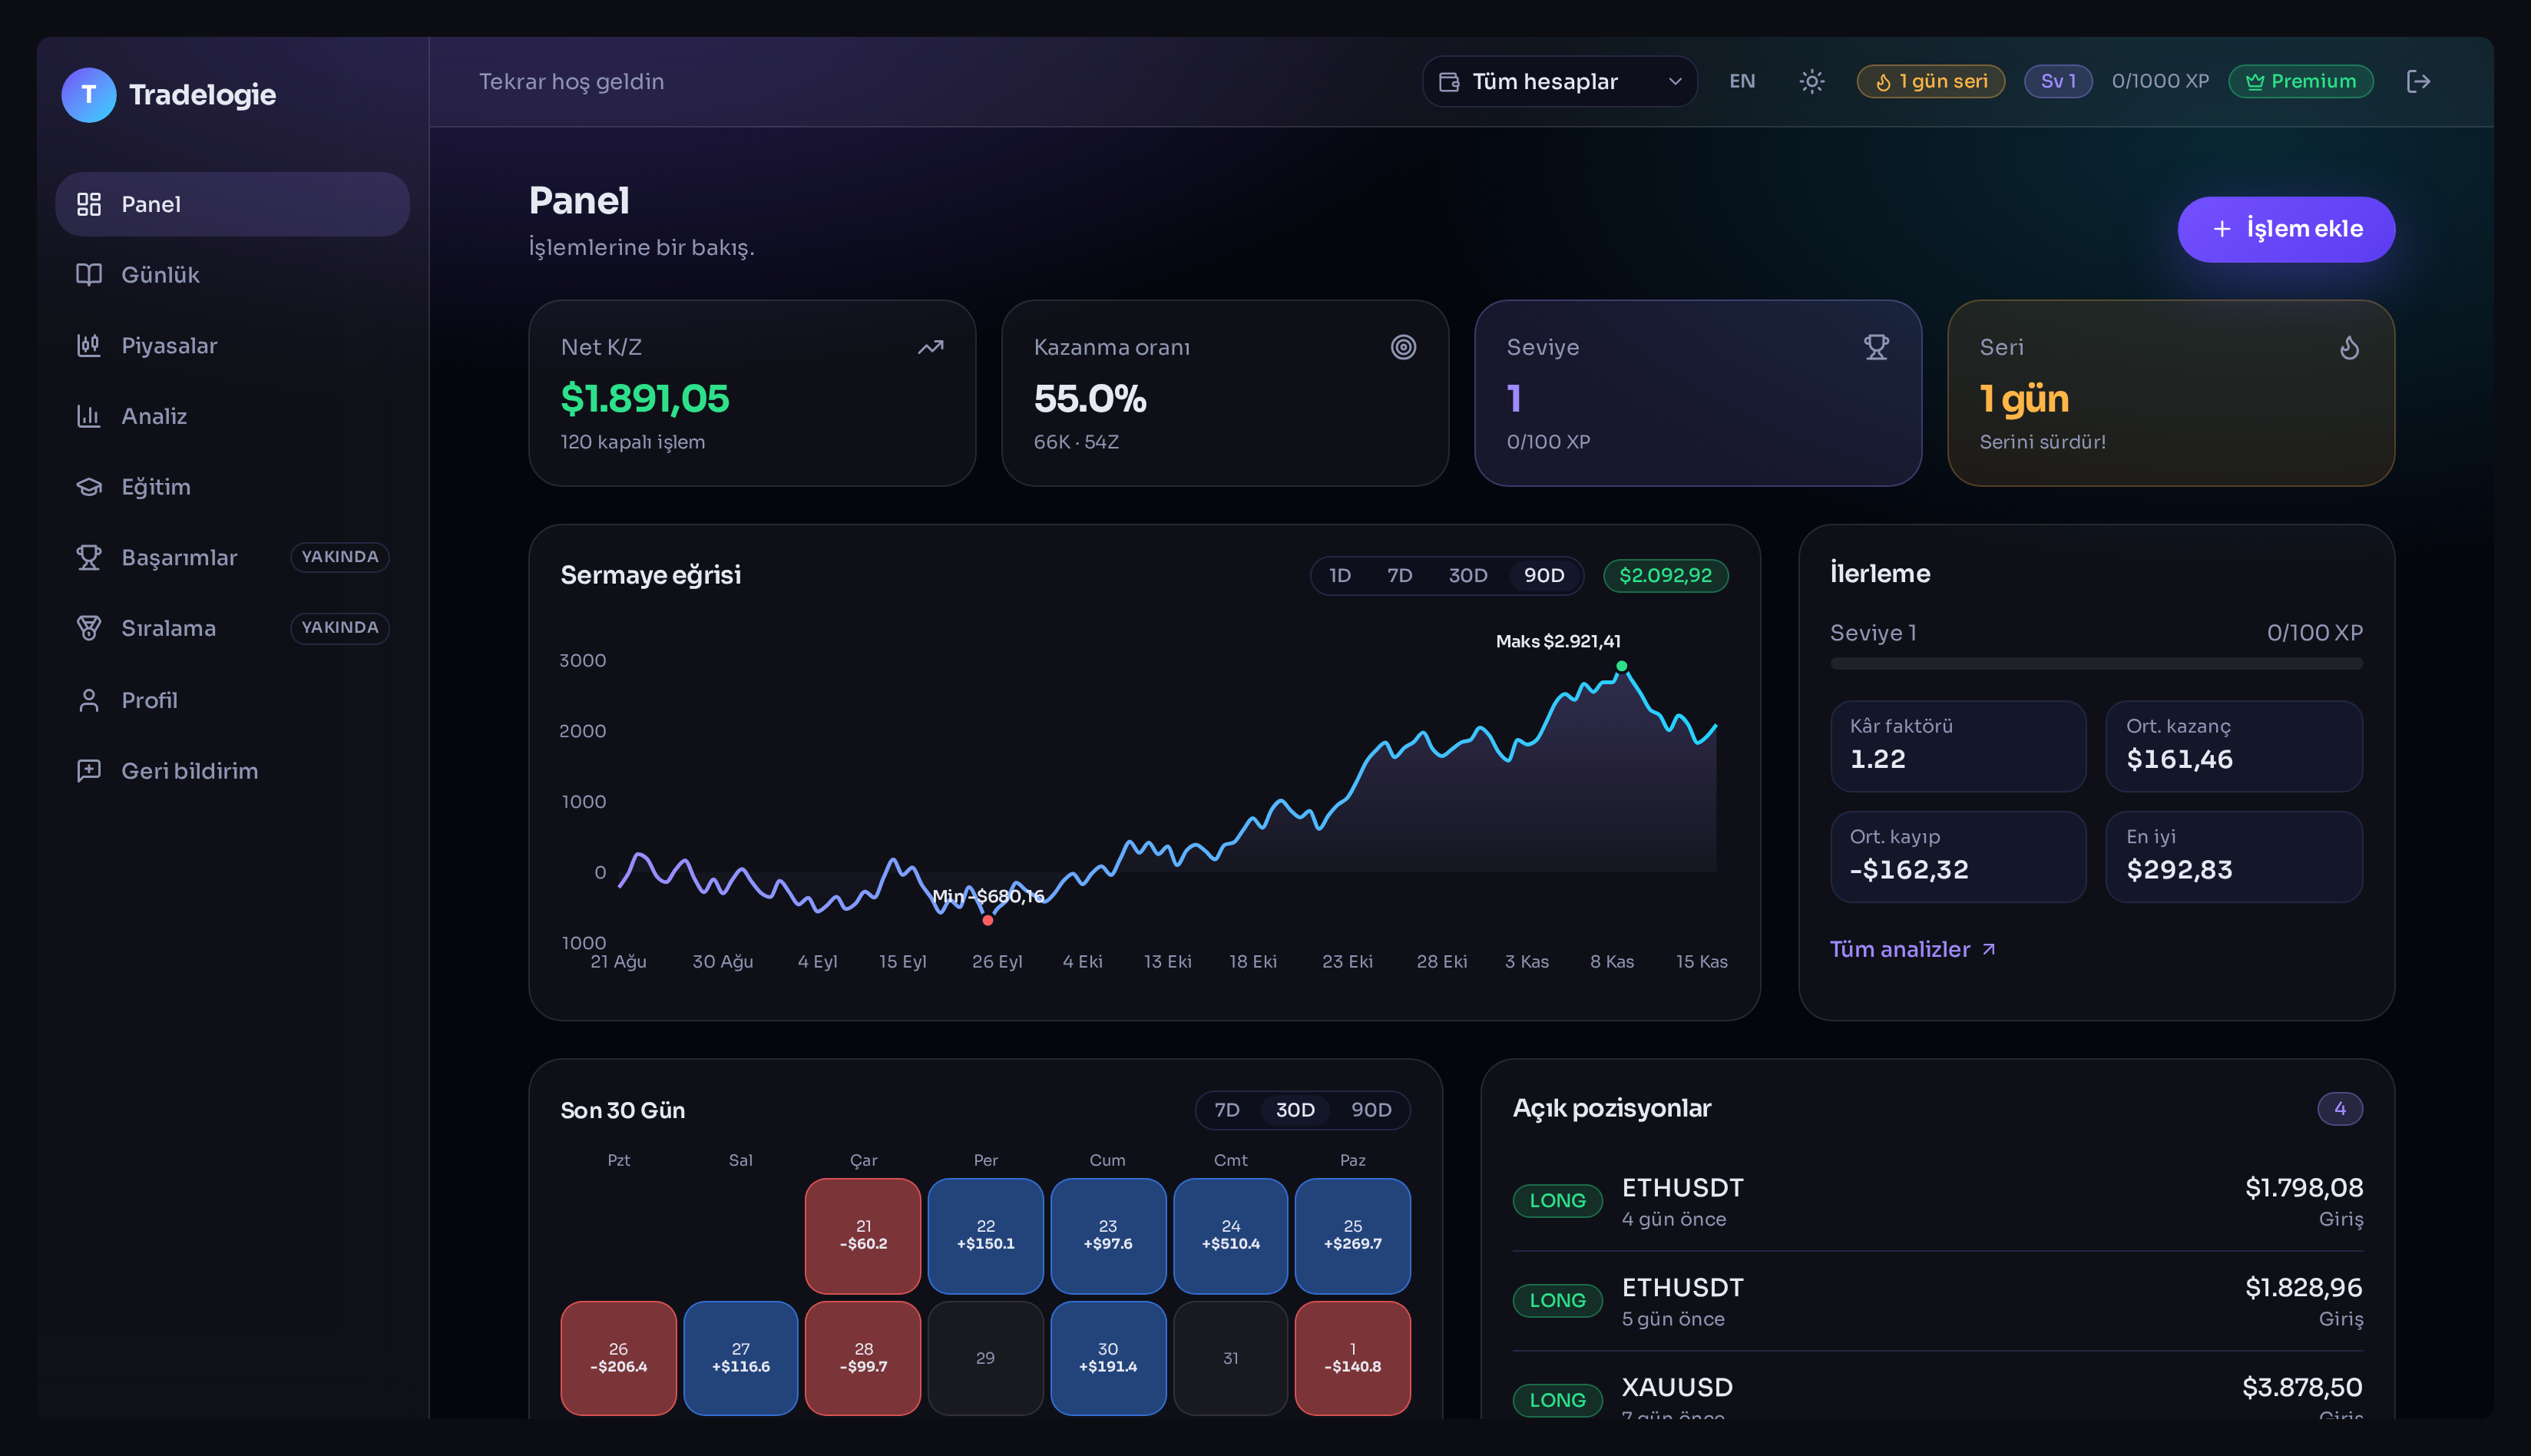 T Tradelogie
Tekrar hoş geldin
Tüm hesaplar
EN
1 gün seri
Sv 1
0/1000 XP
Premium
Panel
Günlük
Piyasalar
Analiz
Eğitim
Başarımlar YAKINDA
Sıralama YAKINDA
Profil
Geri bildirim
Panel
İşlemlerine bir bakış.
+ İşlem ekle
Net K/Z
$1.891,05
120 kapalı işlem
Kazanma oranı
55.0%
66K · 54Z
Seviye
1
0/100 XP
Seri
1 gün
Serini sürdür!
Sermaye eğrisi
1D 7D 30D 90D
$2.092,92
Maks $2.921,41
3000
2000
1000
0
Min -$680,16
1000
21 Ağu 30 Ağu 4 Eyl 15 Eyl 26 Eyl 4 Eki 13 Eki 18 Eki 23 Eki 28 Eki 3 Kas 8 Kas 15 Kas
İlerleme
Seviye 1 0/100 XP
Kâr faktörü
1.22
Ort. kazanç
$161,46
Ort. kayıp
-$162,32
En iyi
$292,83
Tüm analizler
Son 30 Gün
7D 30D 90D
Pzt Sal Çar Per Cum Cmt Paz
21 22 23 24 25
-$60.2 +$150.1 +$97.6 +$510.4 +$269.7
26 27 28 29 30 31 1
-$206.4 +$116.6 -$99.7 +$191.4 -$140.8
Açık pozisyonlar 4
LONG ETHUSDT $1.798,08
4 gün önce Giriş
LONG ETHUSDT $1.828,96
5 gün önce Giriş
LONG XAUUSD $3.878,50
7 gün önce Giriş